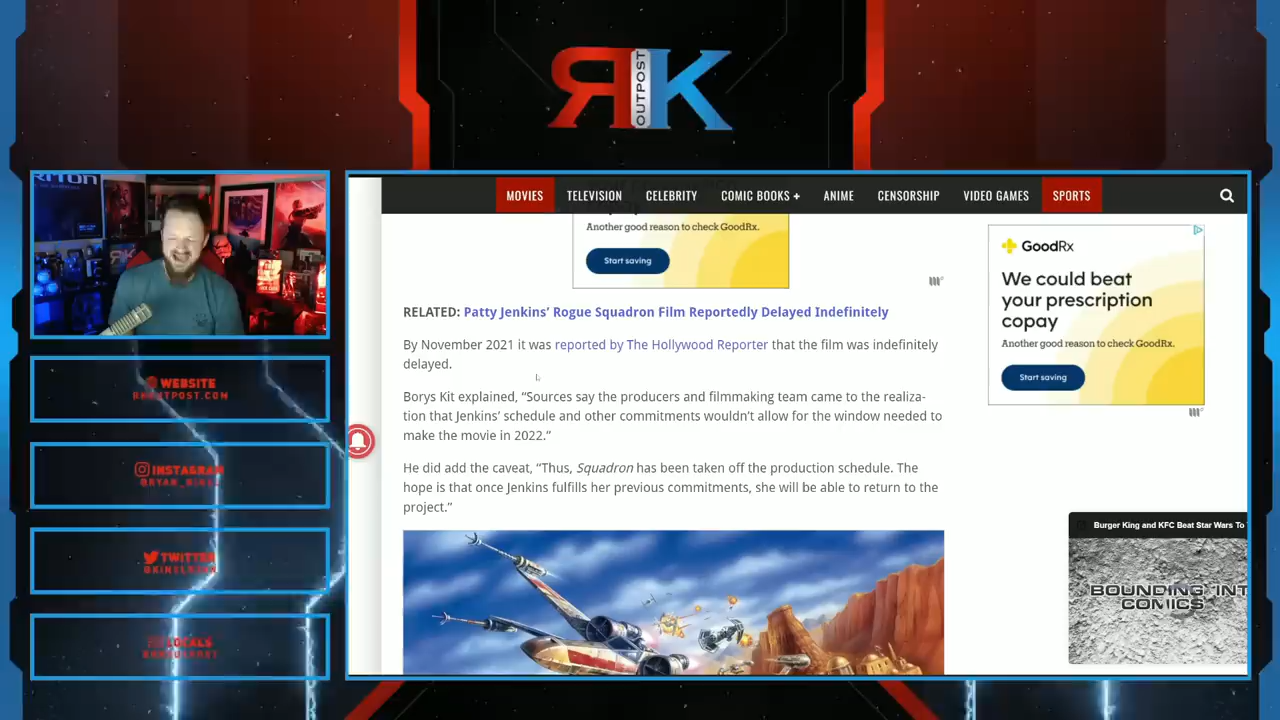 RK
OUTPOST
MOVIES TELEVISION CELEBRITY COMIC BOOKS + ANIME CENSORSHIP VIDEO GAMES SPORTS
Another good reason to check GoodRx.
Start saving
RELATED: Patty Jenkins’ Rogue Squadron Film Reportedly Delayed Indefinitely
By November 2021 it was reported by The Hollywood Reporter that the film was indefinitely
delayed.
Borys Kit explained, “Sources say the producers and filmmaking team came to the realiza-
tion that Jenkins’ schedule and other commitments wouldn’t allow for the window needed to
make the movie in 2022.”
He did add the caveat, “Thus, Squadron has been taken off the production schedule. The
hope is that once Jenkins fulfills her previous commitments, she will be able to return to the
project.”
GoodRx
We could beat
your prescription
copay
Another good reason to check GoodRx.
Start saving
Burger King and KFC Beat Star Wars To
BOUNDING INT
COMICS
WEBSITE
RKOUTPOST.COM
INSTAGRAM
TWITTER
LOCALS